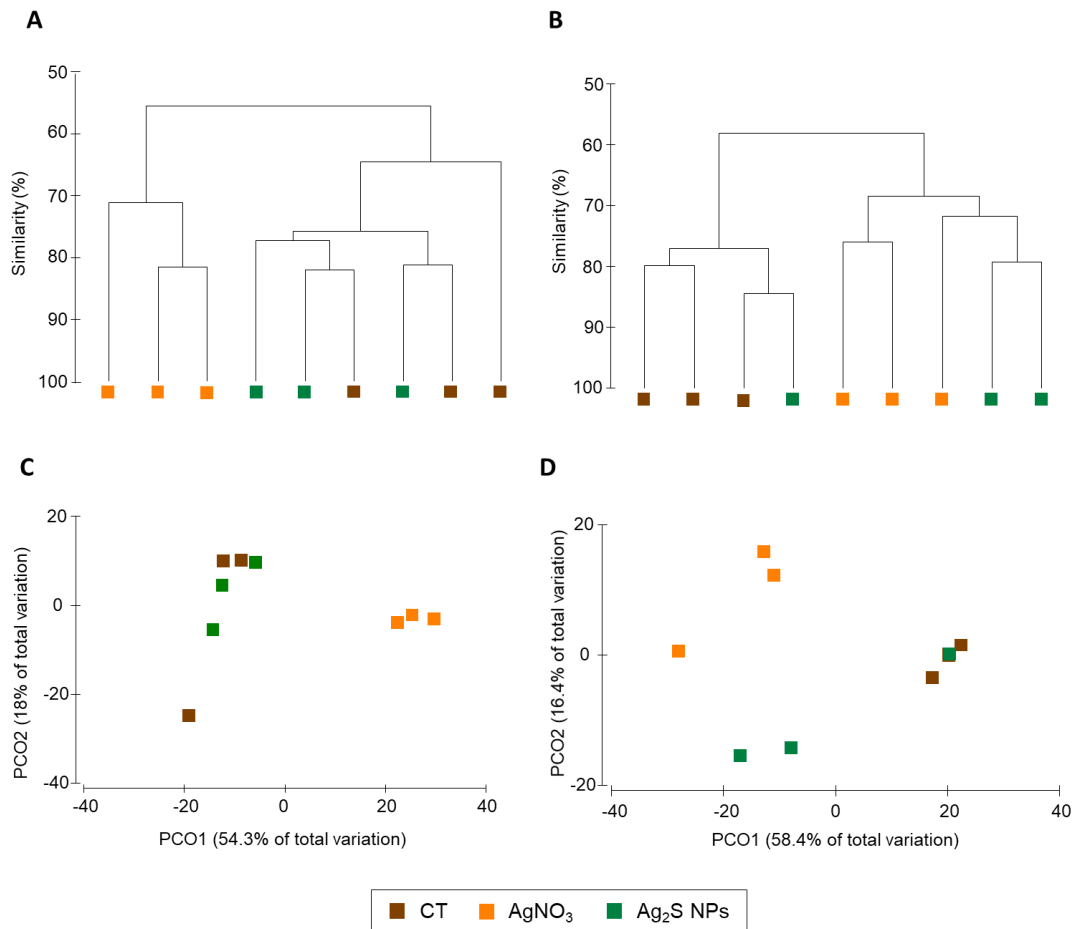 A
B
50
60
70
80
90
100
Similarity (%)
50
60
70
80
90
100
Similarity (%)
C
D
20
0
-20
-40
PCO2 (18% of total variation)
-40
-20
0
20
40
PCO1 (54.3% of total variation)
20
0
-20
PCO2 (16.4% of total variation)
-40
-20
0
20
40
PCO1 (58.4% of total variation)
CT AgNO₃ Ag₂S NPs